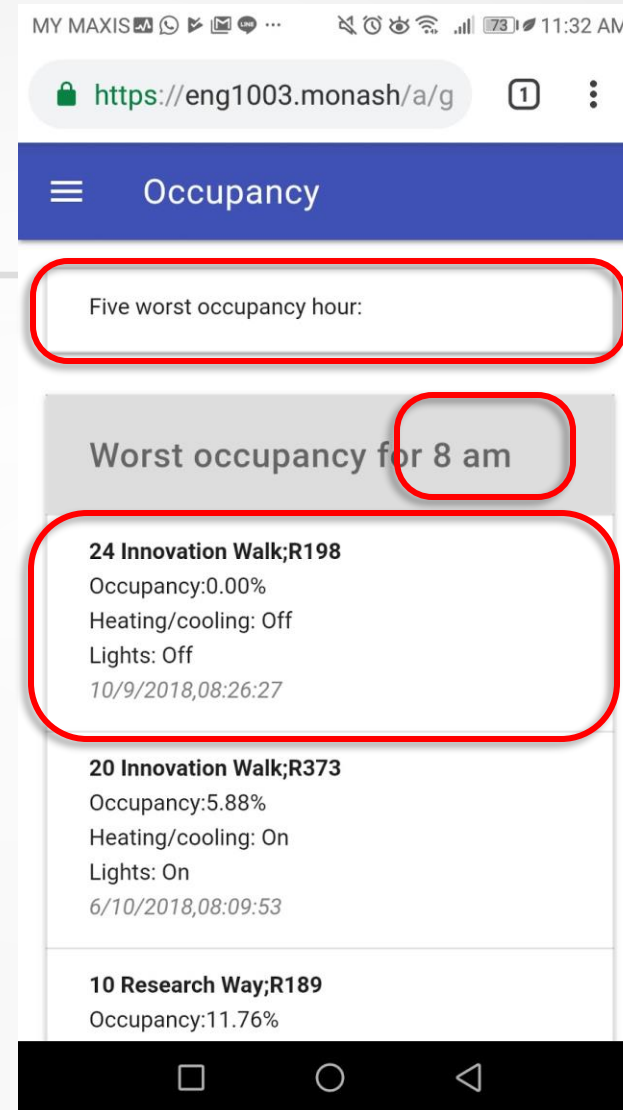 MY MAXIS ... 73 11:32 AM
https://eng1003.monash/a/g 1
Occupancy
Five worst occupancy hour:
Worst occupancy for 8 am
24 Innovation Walk;R198
Occupancy:0.00%
Heating/cooling: Off
Lights: Off
10/9/2018,08:26:27
20 Innovation Walk;R373
Occupancy:5.88%
Heating/cooling: On
Lights: On
6/10/2018,08:09:53
10 Research Way;R189
Occupancy:11.76%